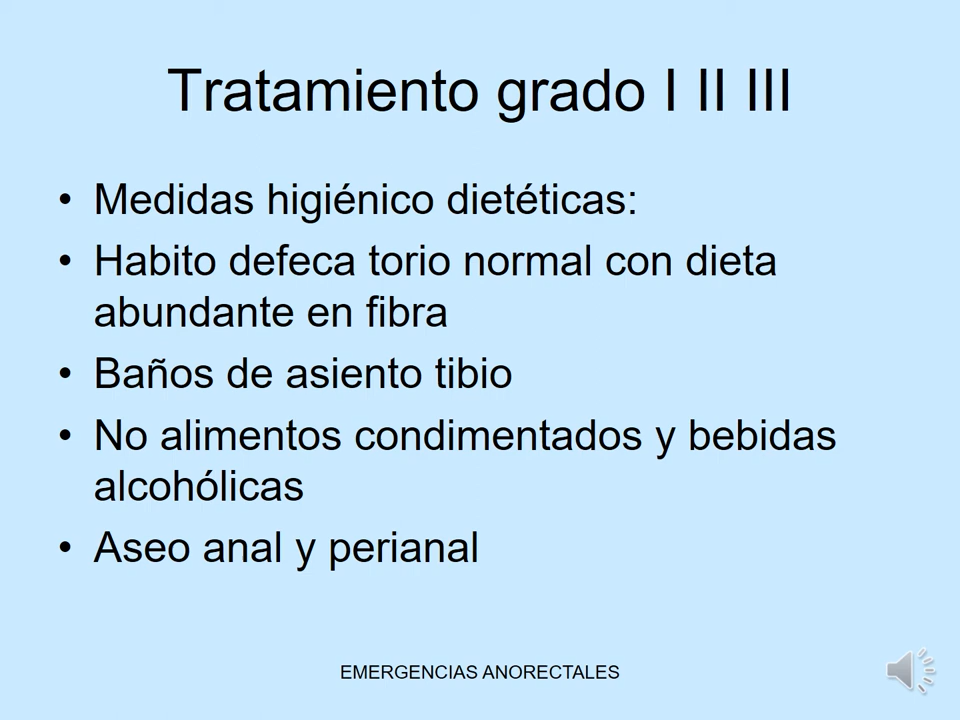 Tratamiento grado I II III
• Medidas higiénico dietéticas:
• Habito defeca torio normal con dieta
abundante en fibra
• Baños de asiento tibio
• No alimentos condimentados y bebidas
alcohólicas
• Aseo anal y perianal
EMERGENCIAS ANORECTALES